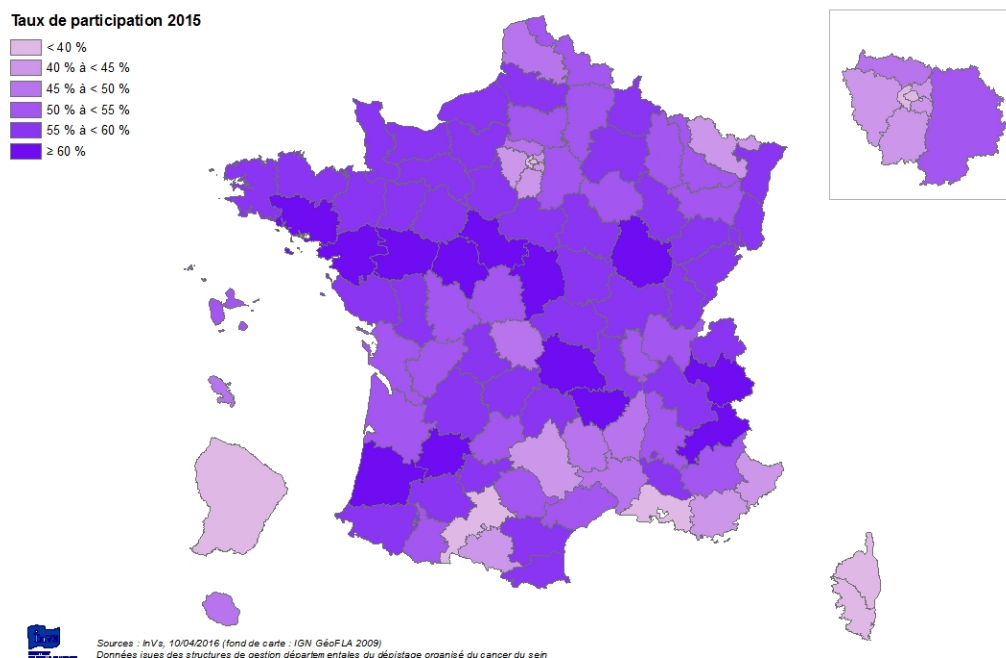 Taux de participation 2015
< 40 %
40 % à < 45 %
45 % à < 50 %
50 % à < 55 %
55 % à < 60 %
≥ 60 %
InVs
Sources : InVs, 10/04/2016 (fond de carte : IGN GéoFLA 2009)
Données isues des structures de gestion départementales du dépistage organisé du cancer du sein